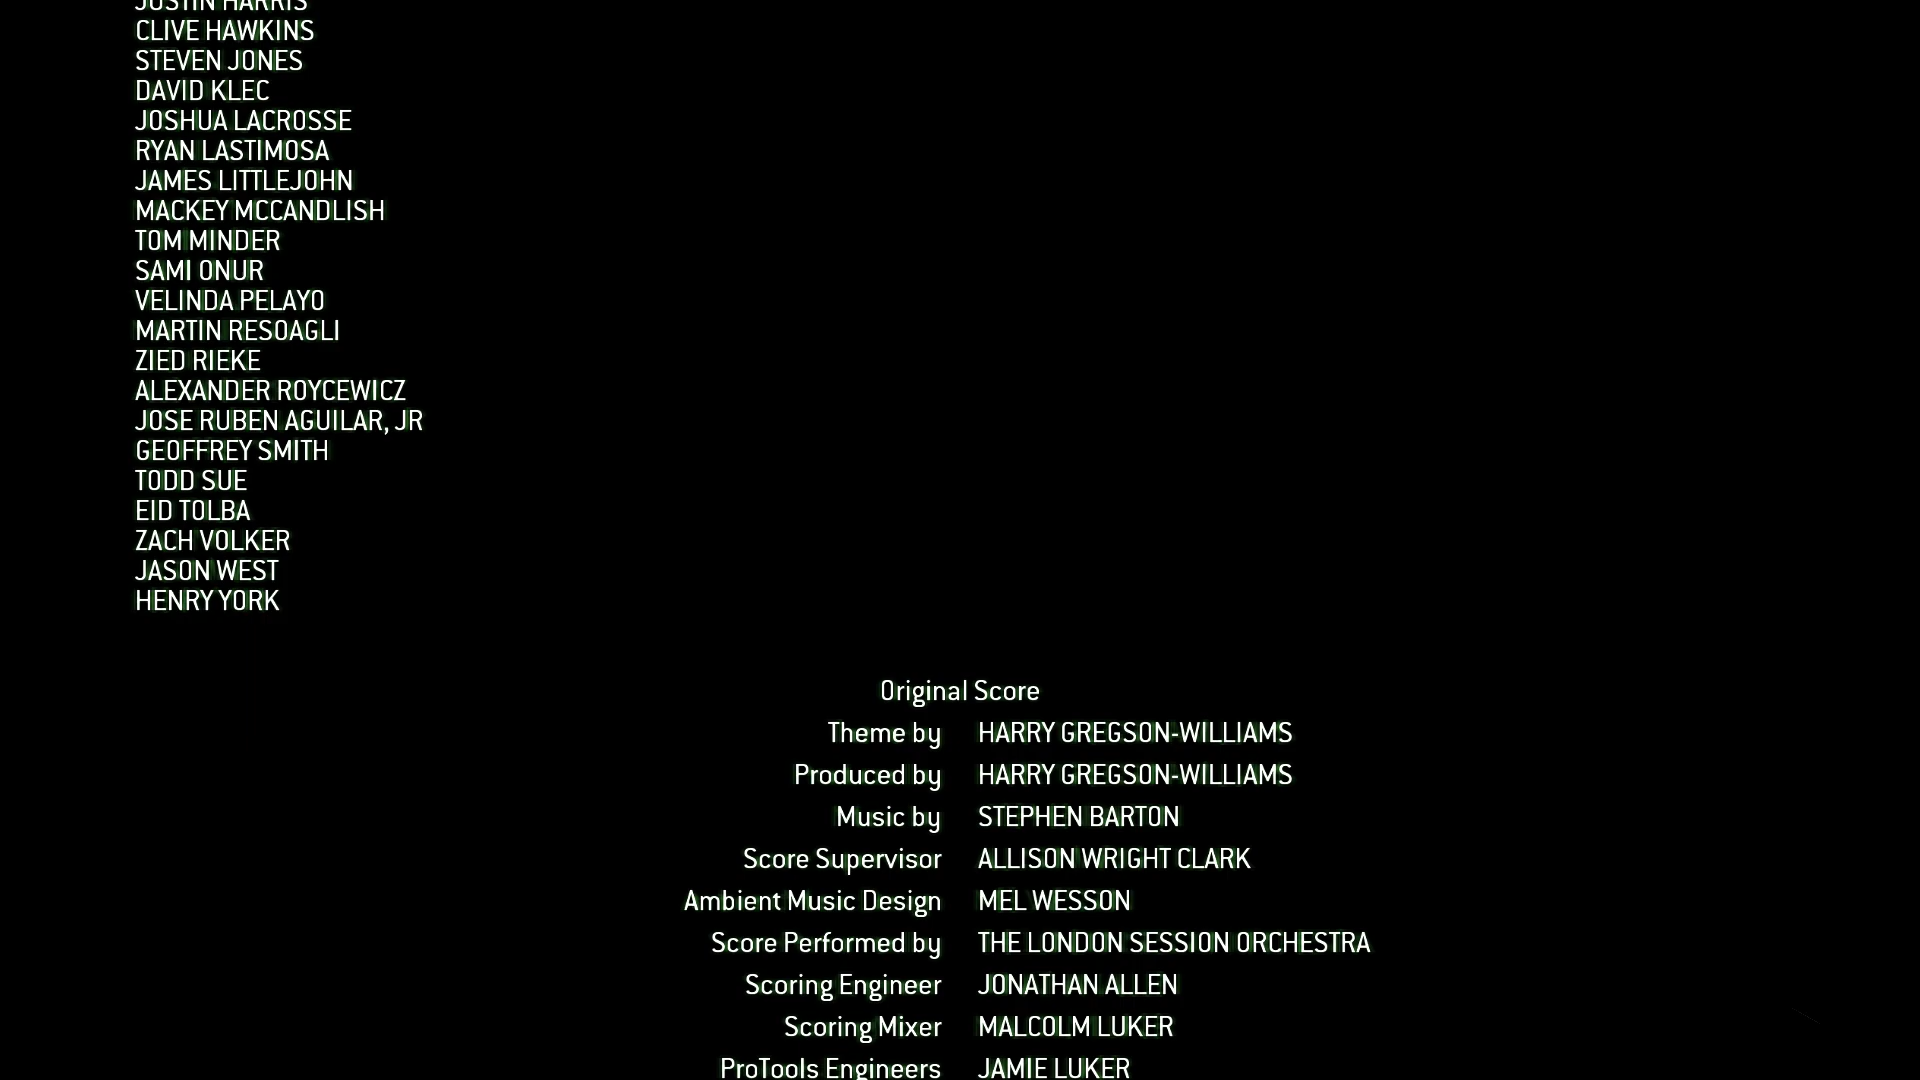 JUSTIN HARRIS
CLIVE HAWKINS
STEVEN JONES
DAVID KLEC
JOSHUA LACROSSE
RYAN LASTIMOSA
JAMES LITTLEJOHN
MACKEY MCCANDLISH
TOM MINDER
SAMI ONUR
VELINDA PELAYO
MARTIN RESOAGLI
ZIED RIEKE
ALEXANDER ROYCEWICZ
JOSE RUBEN AGUILAR, JR
GEOFFREY SMITH
TODD SUE
EID TOLBA
ZACH VOLKER
JASON WEST
HENRY YORK
Original Score
Theme by HARRY GREGSON-WILLIAMS
Produced by HARRY GREGSON-WILLIAMS
Music by STEPHEN BARTON
Score Supervisor ALLISON WRIGHT CLARK
Ambient Music Design MEL WESSON
Score Performed by THE LONDON SESSION ORCHESTRA
Scoring Engineer JONATHAN ALLEN
Scoring Mixer MALCOLM LUKER
ProTools Engineers JAMIE LUKER